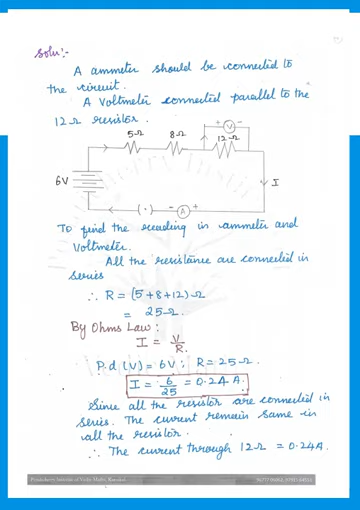 Solu:-
A ammeter should be connected to
the circuit.
A Voltmeter connected parallel to the
12Ω resistor.
V
5Ω 8Ω 12Ω
6V
I
(·) - A +
To find the reading in ammeter and
Voltmeter.
All the resistance are connected in
series
∴ R = (5+8+12)Ω
= 25Ω.
By Ohms Law:
I = V/R.
P.d (V) = 6V; R = 25Ω.
I = 6/25 = 0.24 A.
Since all the resistor are connected in
series. The current remain same in
all the resistor.
∴ The current through 12Ω = 0.24A.